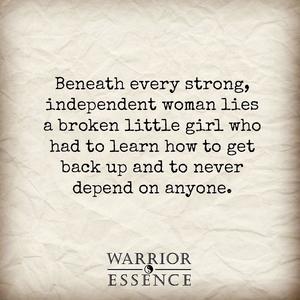 Beneath every strong,
independent woman lies
a broken little girl who
had to learn how to get
back up and to never
depend on anyone.
WARRIOR
ESSENCE